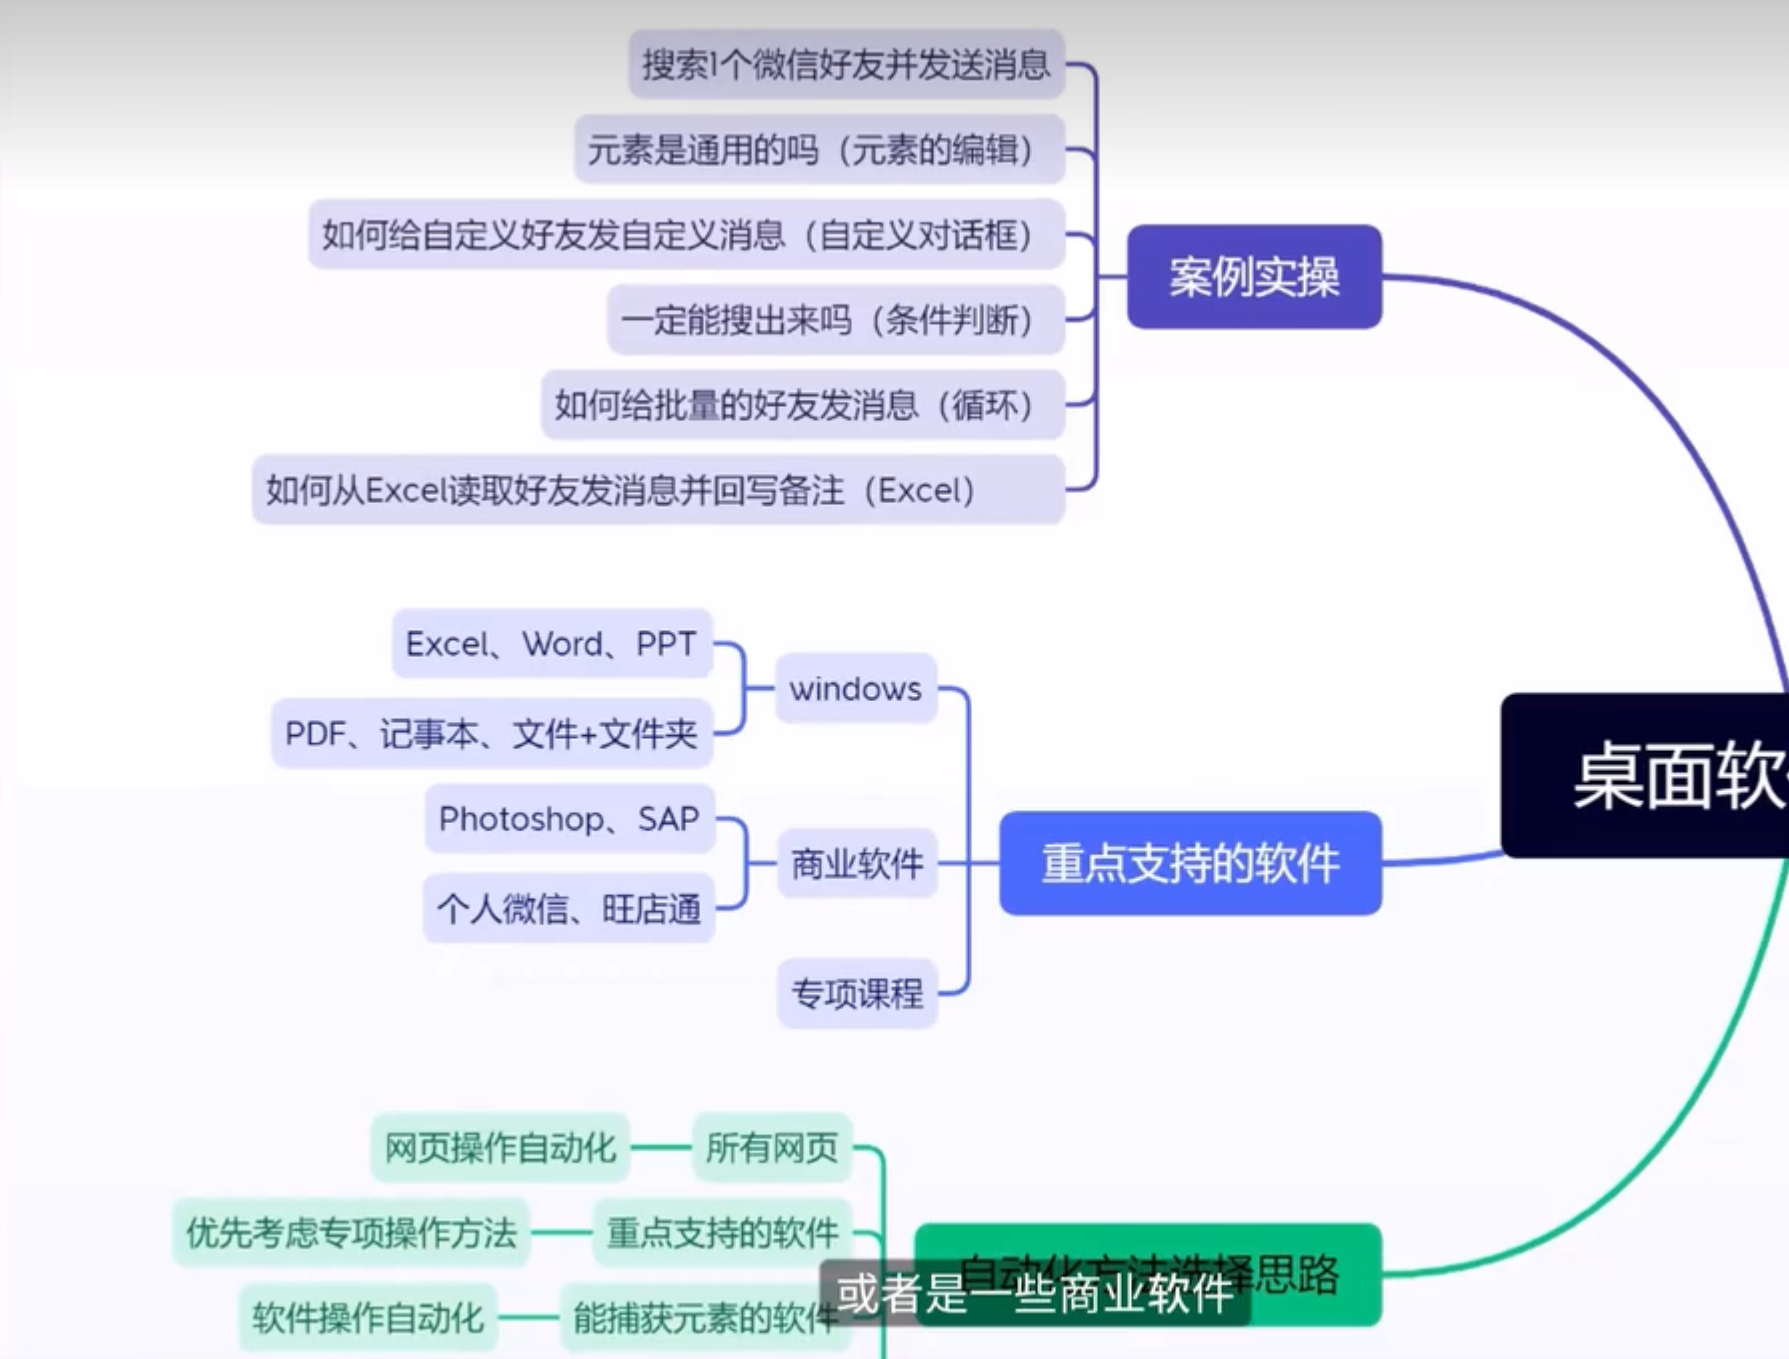 搜索1个微信好友并发送消息
元素是通用的吗（元素的编辑）
如何给自定义好友发自定义消息（自定义对话框）
一定能搜出来吗（条件判断）
如何给批量的好友发消息（循环）
如何从Excel读取好友发消息并回写备注（Excel）
案例实操
Excel、Word、PPT
PDF、记事本、文件+文件夹
windows
Photoshop、SAP
个人微信、旺店通
商业软件
专项课程
重点支持的软件
桌面软
网页操作自动化
所有网页
优先考虑专项操作方法
重点支持的软件
软件操作自动化
能捕获元素的软件
自动化方法选择思路
或者是一些商业软件